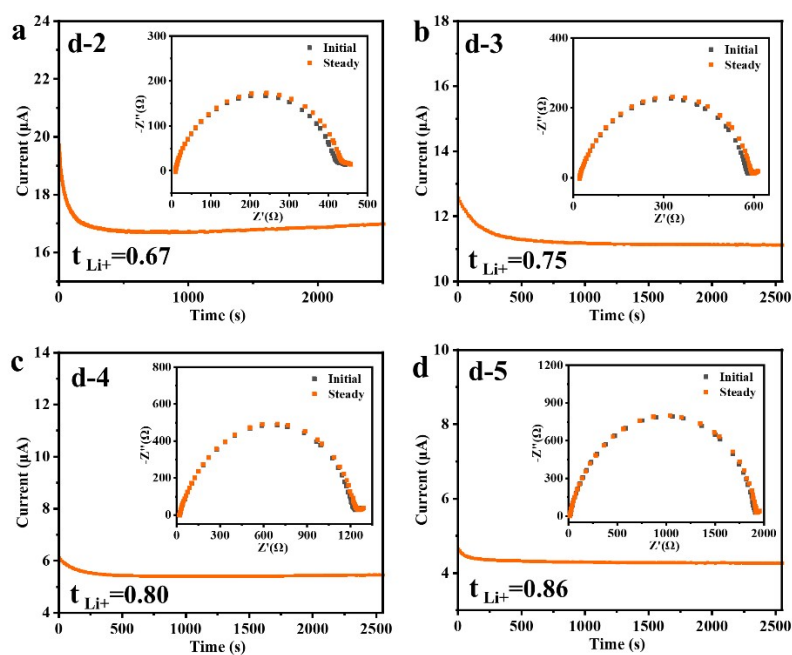 a
d-2
Initial
Steady
-Z''(Ω)
300
200
100
0
0 100 200 300 400 500 600
Z'(Ω)
Current (μA)
24
22
20
18
16
t Li+=0.67
0 1000 2000
Time (s)
b
d-3
Initial
Steady
-Z''(Ω)
400
200
0
0 300 600
Z'(Ω)
Current (μA)
18
16
14
12
10
t Li+=0.75
0 500 1000 1500 2000 2500
Time (s)
c
d-4
Initial
Steady
-Z''(Ω)
800
600
400
200
0
0 300 600 900 1200
Z'(Ω)
Current (μA)
14
12
10
8
6
4
t Li+=0.80
0 500 1000 1500 2000 2500
Time (s)
d
d-5
Initial
Steady
-Z''(Ω)
1200
900
600
300
0
0 500 1000 1500 2000
Z'(Ω)
Current (μA)
10
8
6
4
t Li+=0.86
0 500 1000 1500 2000 2500
Time (s)